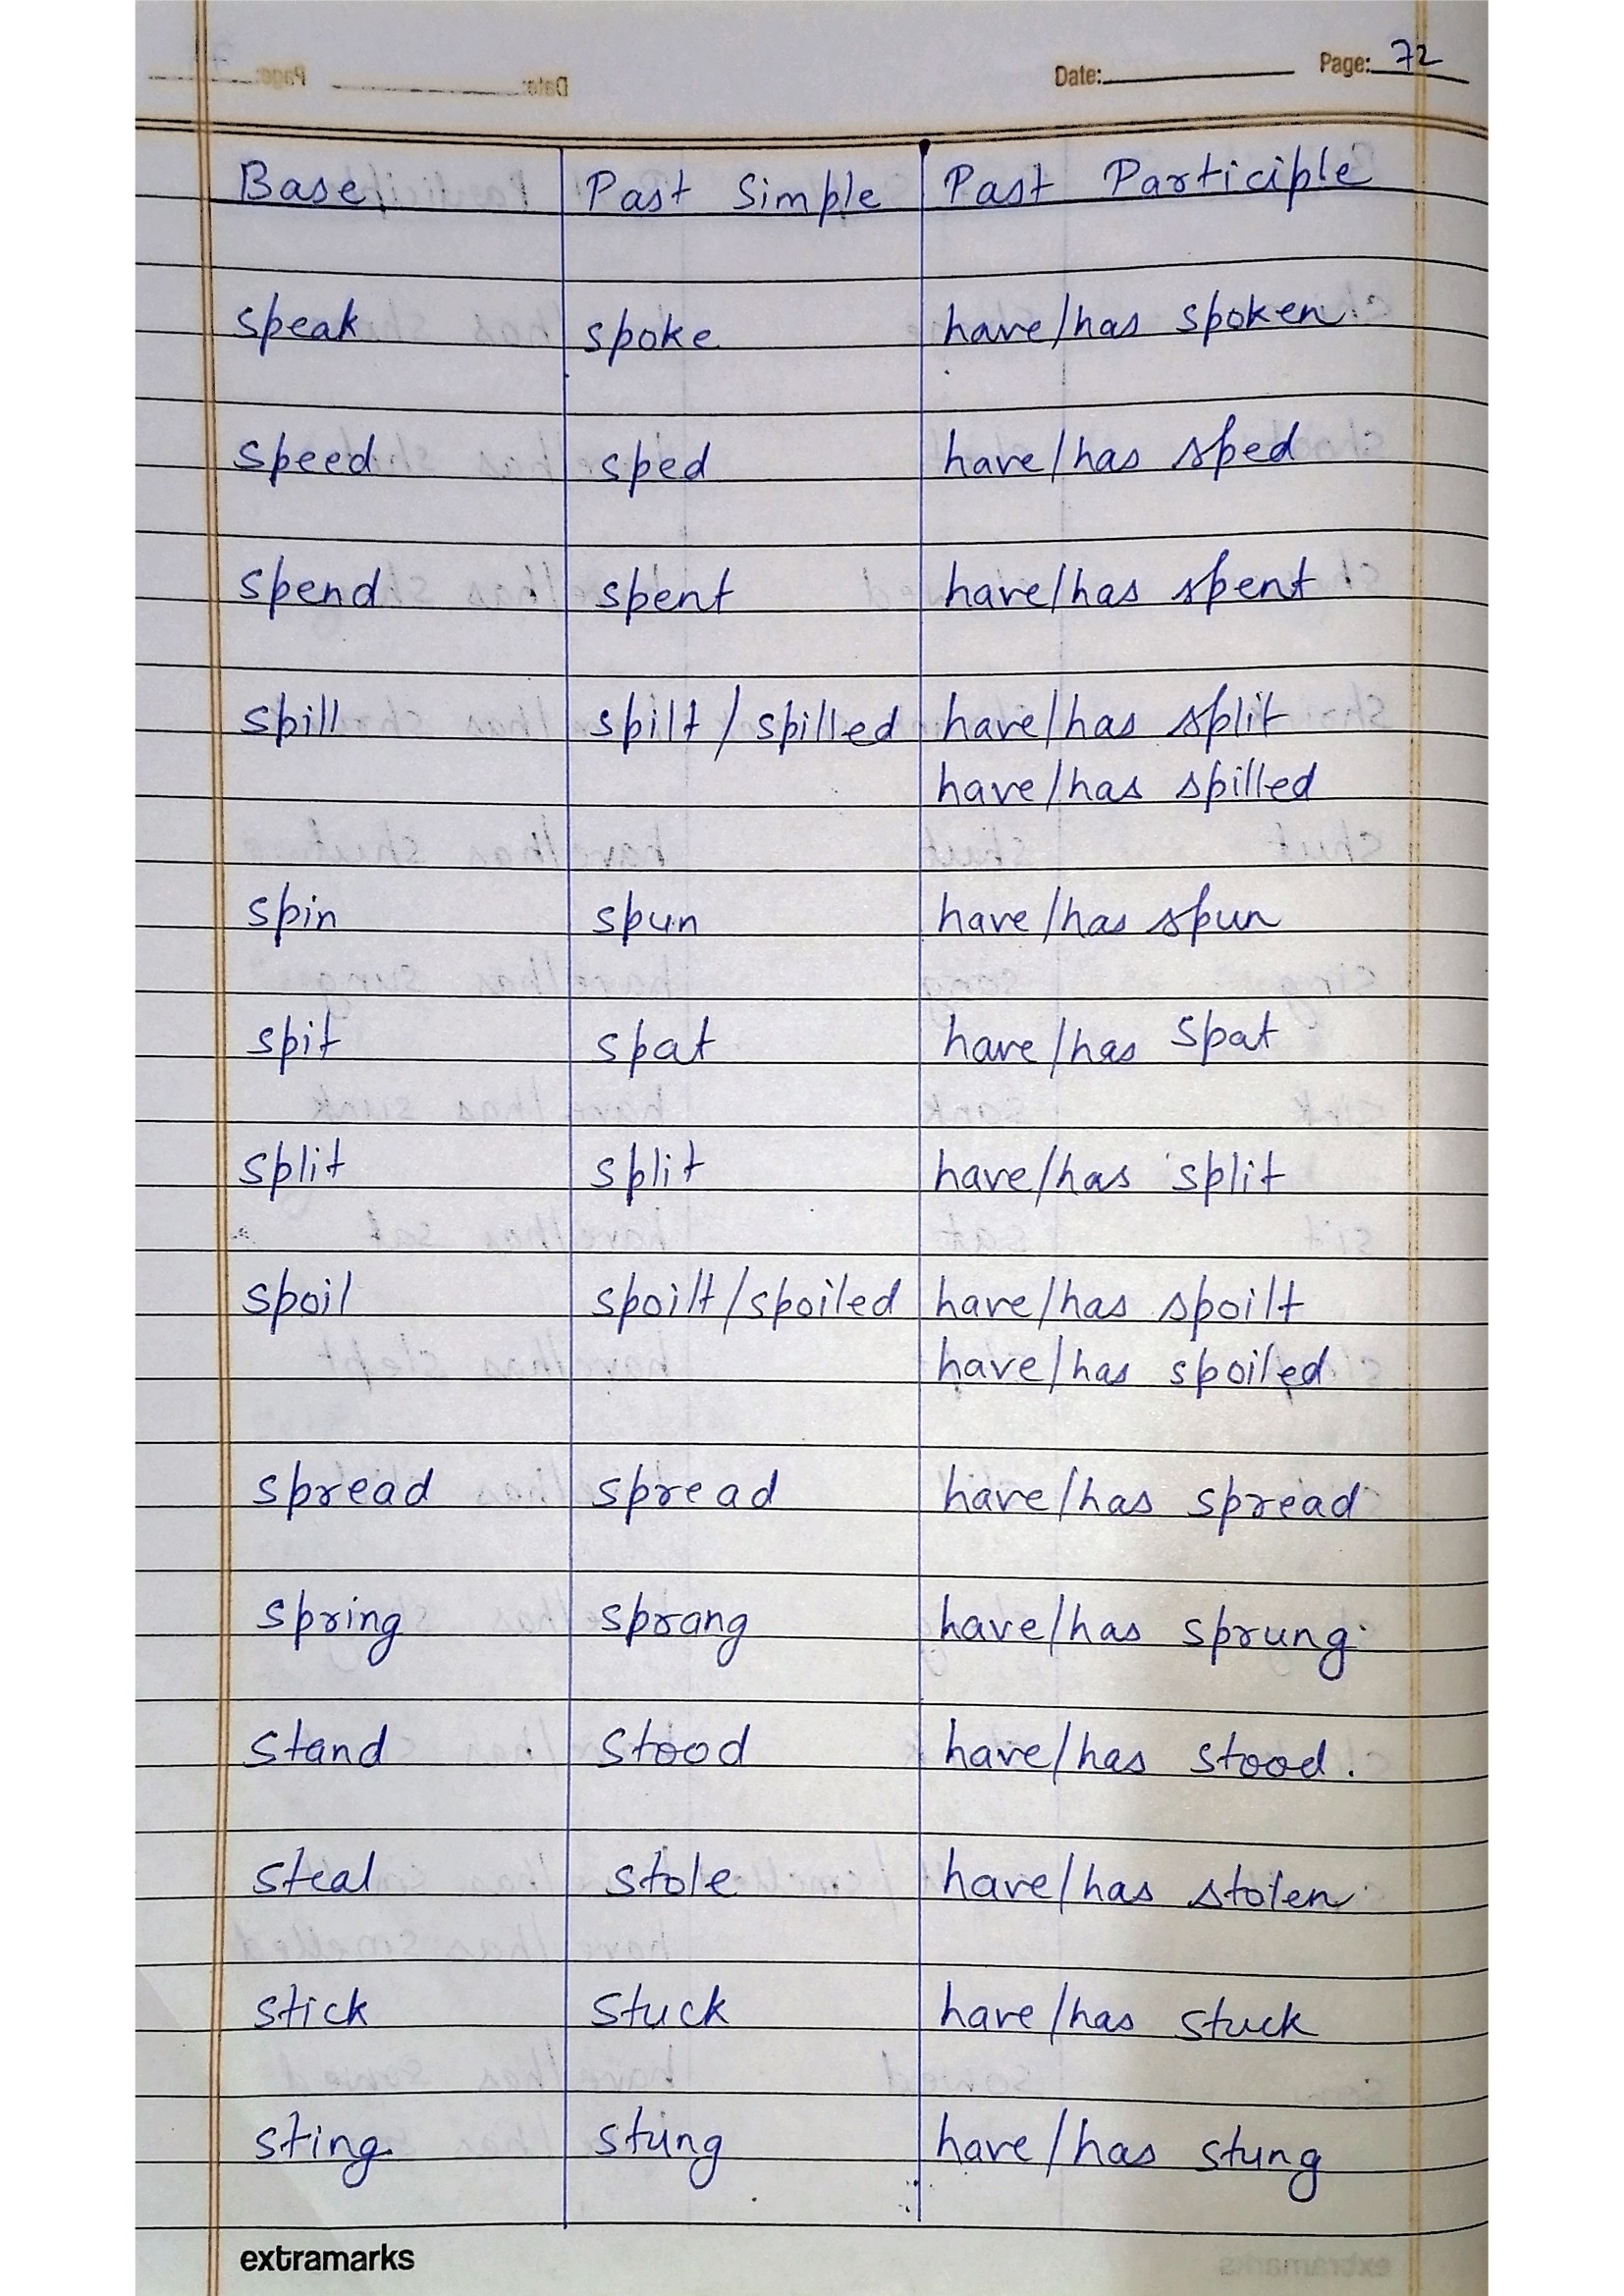 Date: Page: 72
Base Past Simple Past Participle
speak spoke have/has spoken
speed sped have/has sped
spend spent have/has spent
spill spilt / spilled have/has split
have/has spilled
spin spun have/has spun
spit spat have/has spat
split split have/has split
spoil spoilt/spoiled have/has spoilt
have/has spoiled
spread spread have/has spread
spring sprang have/has sprung
stand stood have/has stood.
steal stole have/has stolen
stick stuck have/has stuck
sting stung have/has stung
extramarks